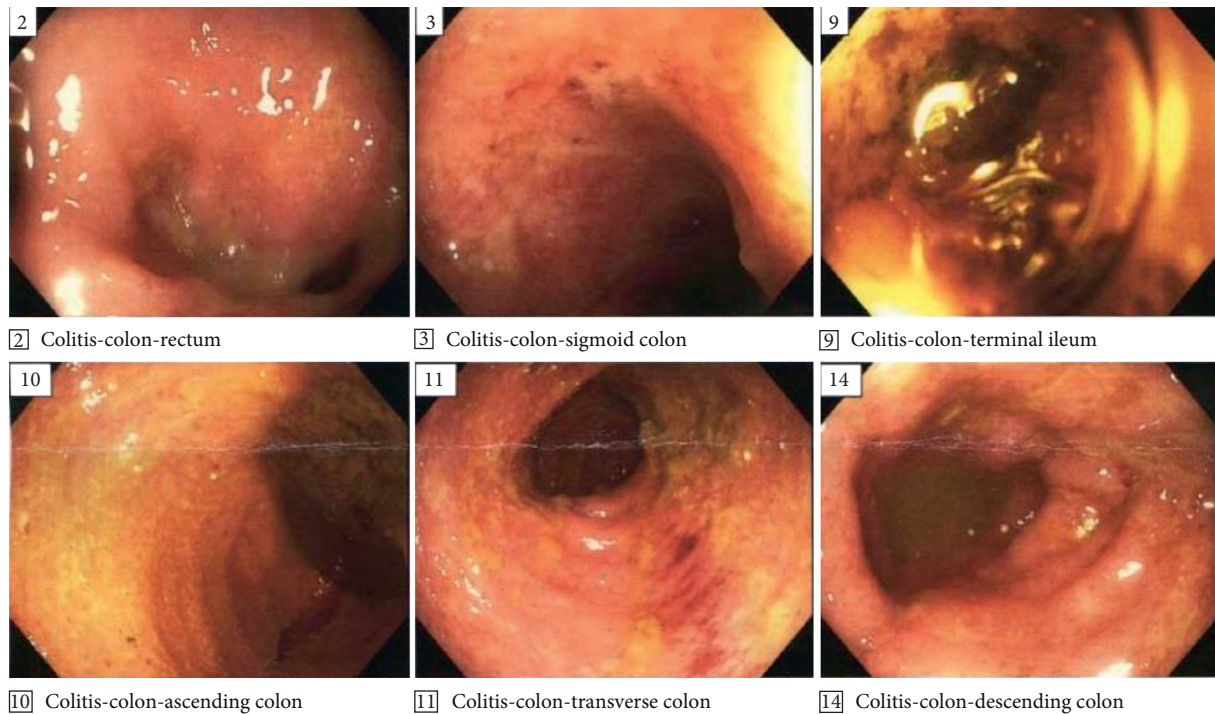 2
3
9
2 Colitis-colon-rectum
3 Colitis-colon-sigmoid colon
9 Colitis-colon-terminal ileum
10
11
14
10 Colitis-colon-ascending colon
11 Colitis-colon-transverse colon
14 Colitis-colon-descending colon